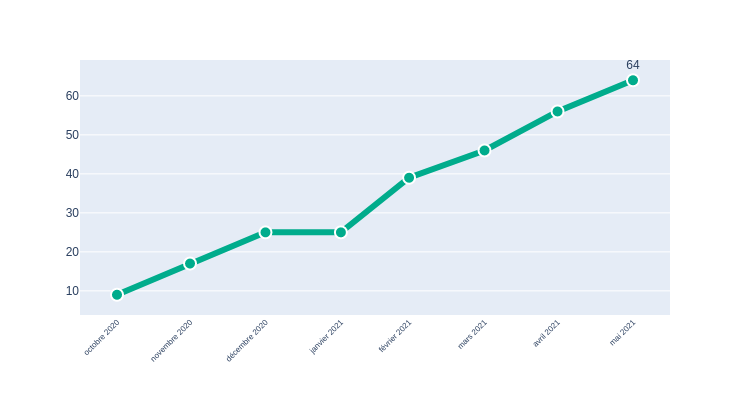 64
60
50
40
30
20
10
octobre 2020
novembre 2020
décembre 2020
janvier 2021
février 2021
mars 2021
avril 2021
mai 2021